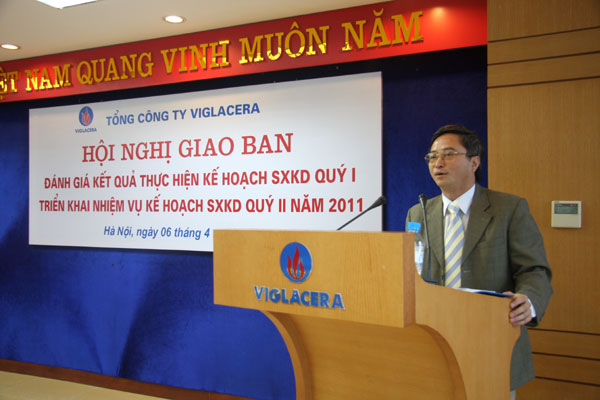 NAM QUANG VINH MUÔN NĂM
VIGLACERA
TỔNG CÔNG TY VIGLACERA
HỘI NGHỊ GIAO BAN
ĐÁNH GIÁ KẾT QUẢ THỰC HIỆN KẾ HOẠCH SXKD QUÝ I
TRIỂN KHAI NHIỆM VỤ KẾ HOẠCH SXKD QUÝ II NĂM 2011
Hà Nội, ngày 06 tháng 4
VIGLACERA